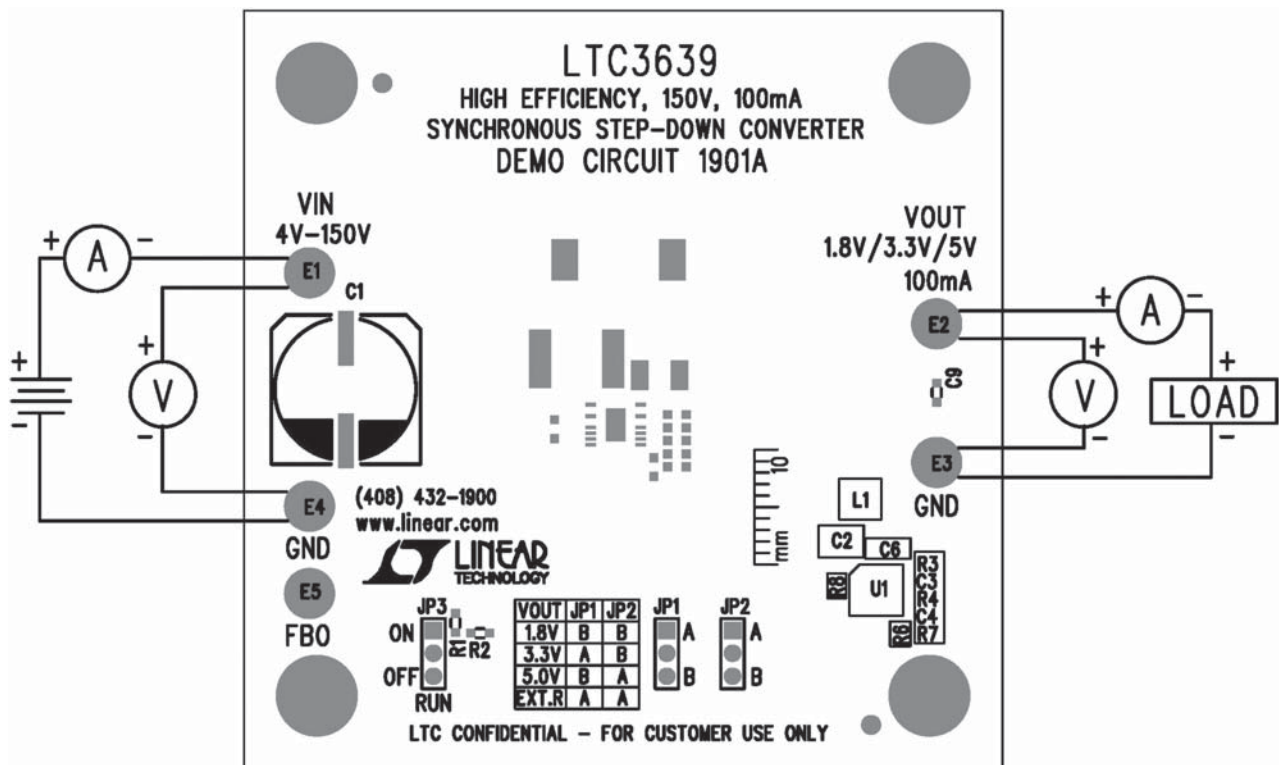 LTC3639
HIGH EFFICIENCY, 150V, 100mA
SYNCHRONOUS STEP-DOWN CONVERTER
DEMO CIRCUIT 1901A
VIN
4V-150V
+ A -
E1
C1
+
V
-
+
-
E4
GND
E5
FBO
VOUT
1.8V/3.3V/5V
100mA
E2
+ A -
C9
+
V
-
+
LOAD
-
E3
GND
(408) 432-1900
www.linear.com
LINEAR
TECHNOLOGY
10
mm
L1
C2
C6
R8
U1
R6
R3
C3
R4
C4
R7
JP3
ON
OFF
RUN
R1
R2
VOUT JP1 JP2
1.8V B B
3.3V A B
5.0V B A
EXT.R A A
JP1
A
B
JP2
A
B
LTC CONFIDENTIAL - FOR CUSTOMER USE ONLY